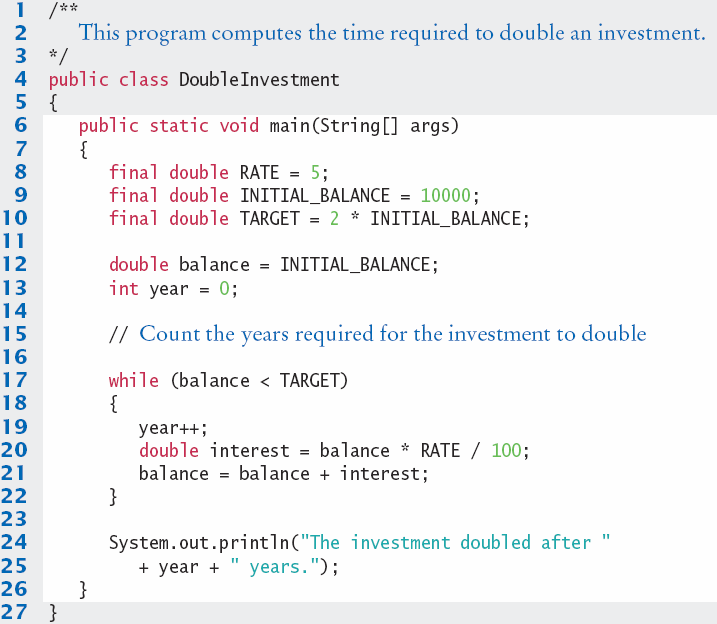 1 /**
2 This program computes the time required to double an investment.
3 */
4 public class DoubleInvestment
5 {
6 public static void main(String[] args)
7 {
8 final double RATE = 5;
9 final double INITIAL_BALANCE = 10000;
10 final double TARGET = 2 * INITIAL_BALANCE;
11
12 double balance = INITIAL_BALANCE;
13 int year = 0;
14
15 // Count the years required for the investment to double
16
17 while (balance < TARGET)
18 {
19 year++;
20 double interest = balance * RATE / 100;
21 balance = balance + interest;
22 }
23
24 System.out.println("The investment doubled after "
25 + year + " years.");
26 }
27 }